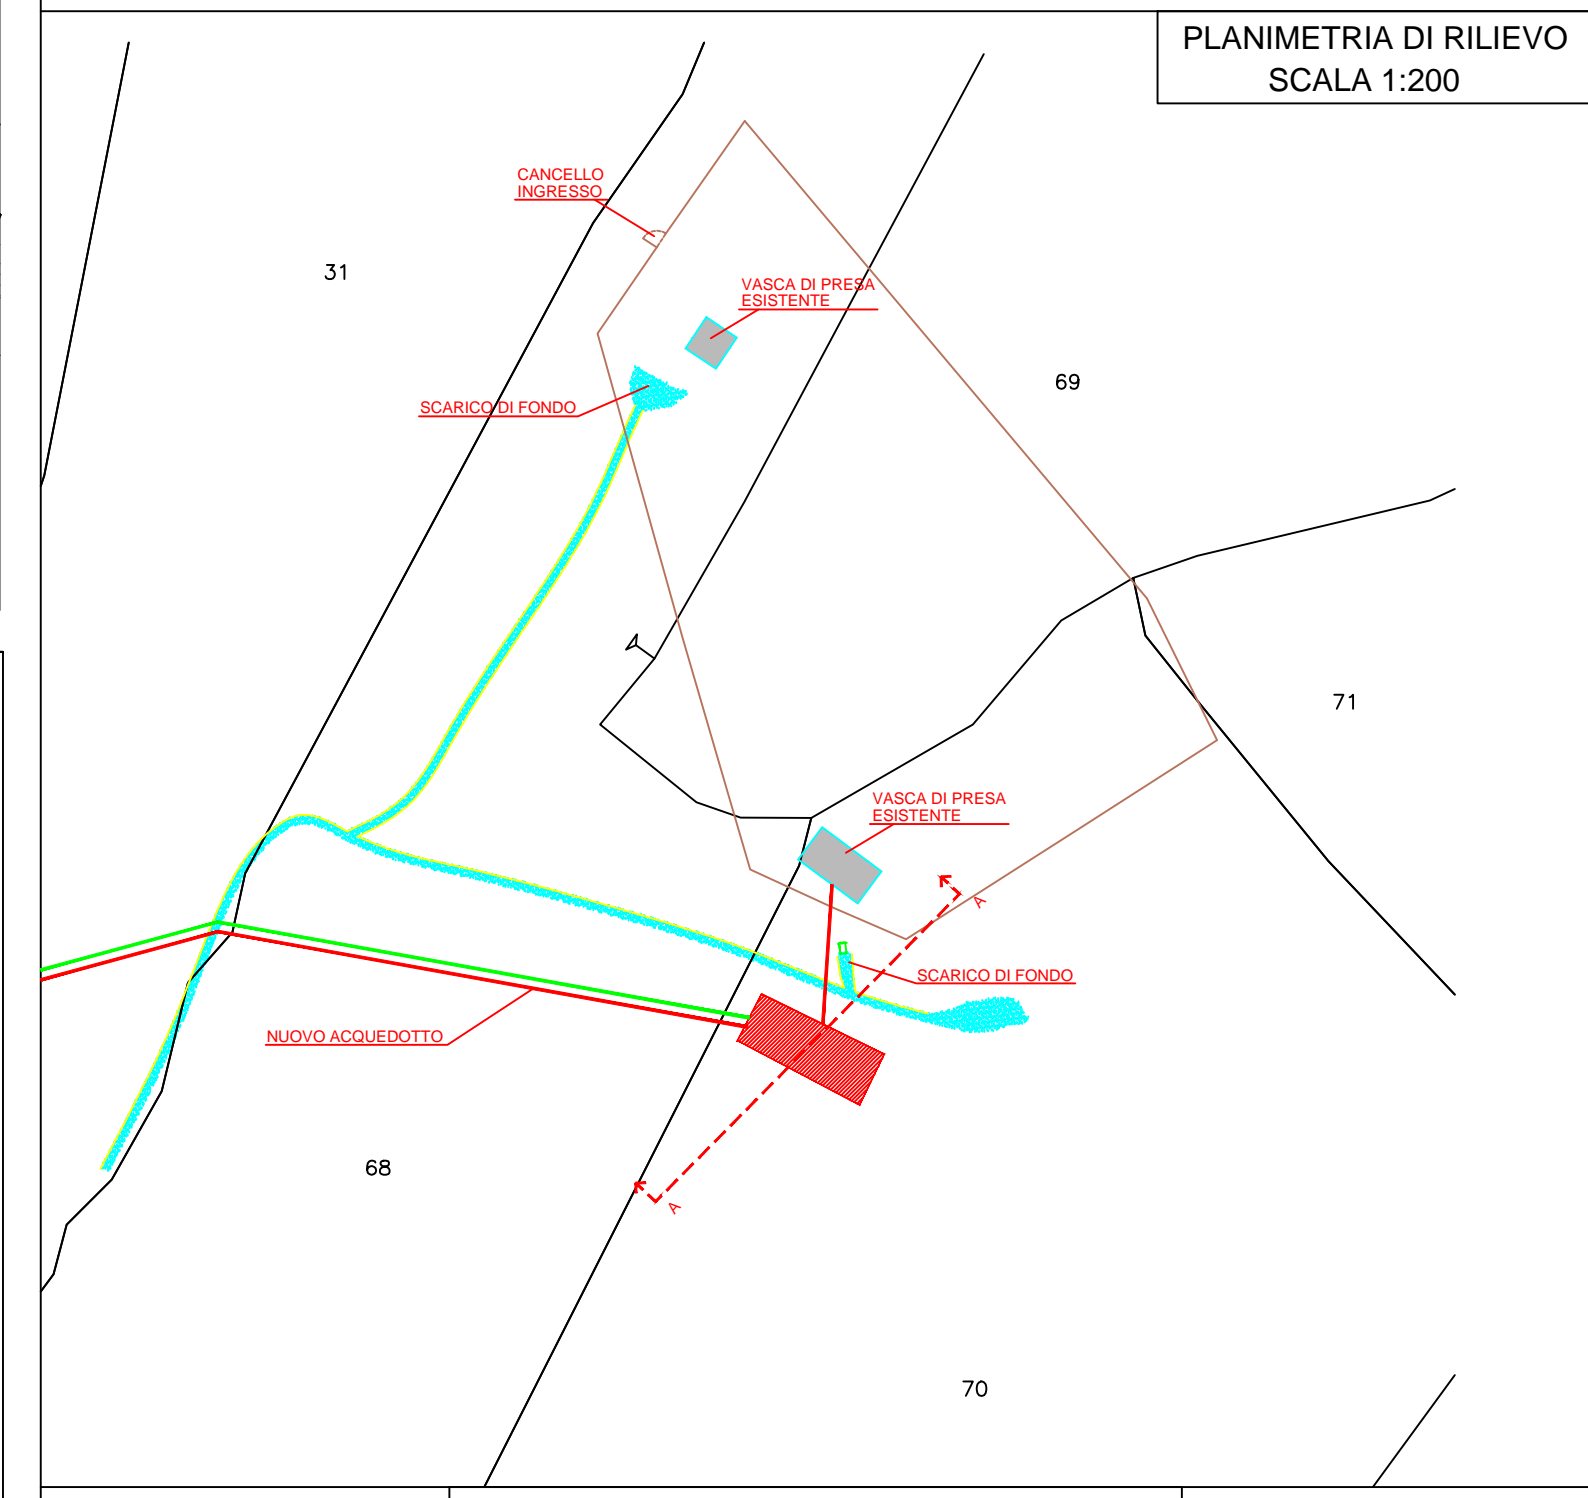 PLANIMETRIA DI RILIEVO
SCALA 1:200
CANCELLO
INGRESSO
31
VASCA DI PRESA
ESISTENTE
69
SCARICO DI FONDO
71
VASCA DI PRESA
ESISTENTE
A
SCARICO DI FONDO
NUOVO ACQUEDOTTO
68
A
70